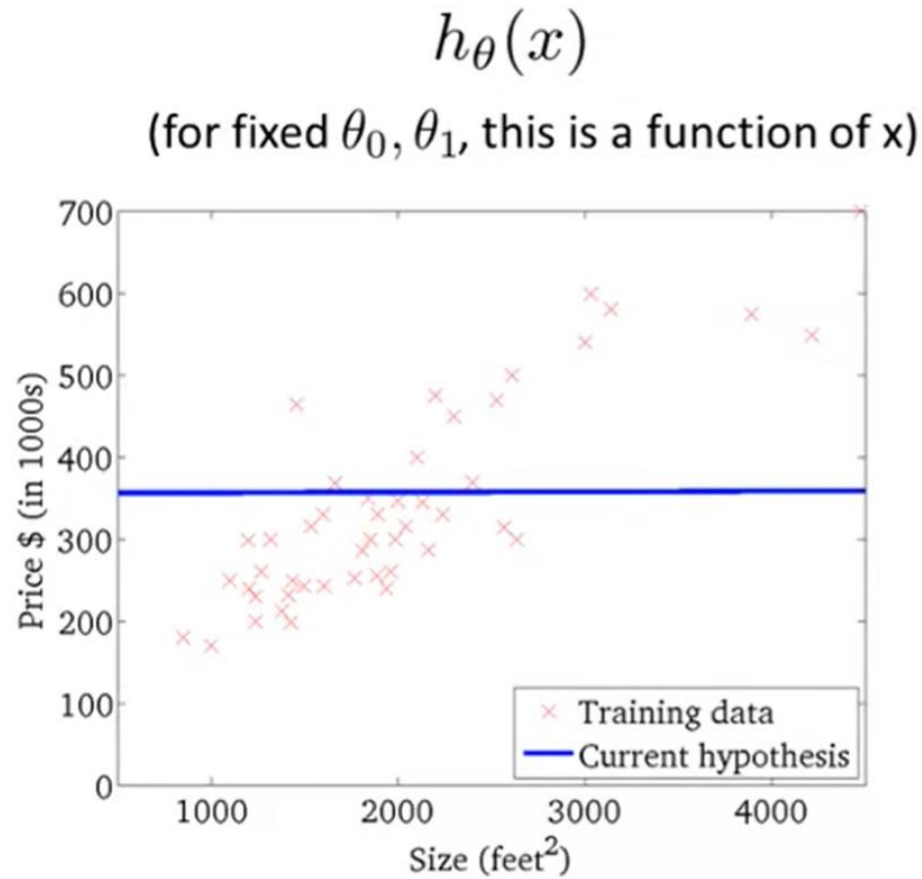 hθ(x)
(for fixed θ0, θ1, this is a function of x)
700
600
500
400
300
200
100
0
Price $ (in 1000s)
Training data
Current hypothesis
1000 2000 3000 4000
Size (feet²)